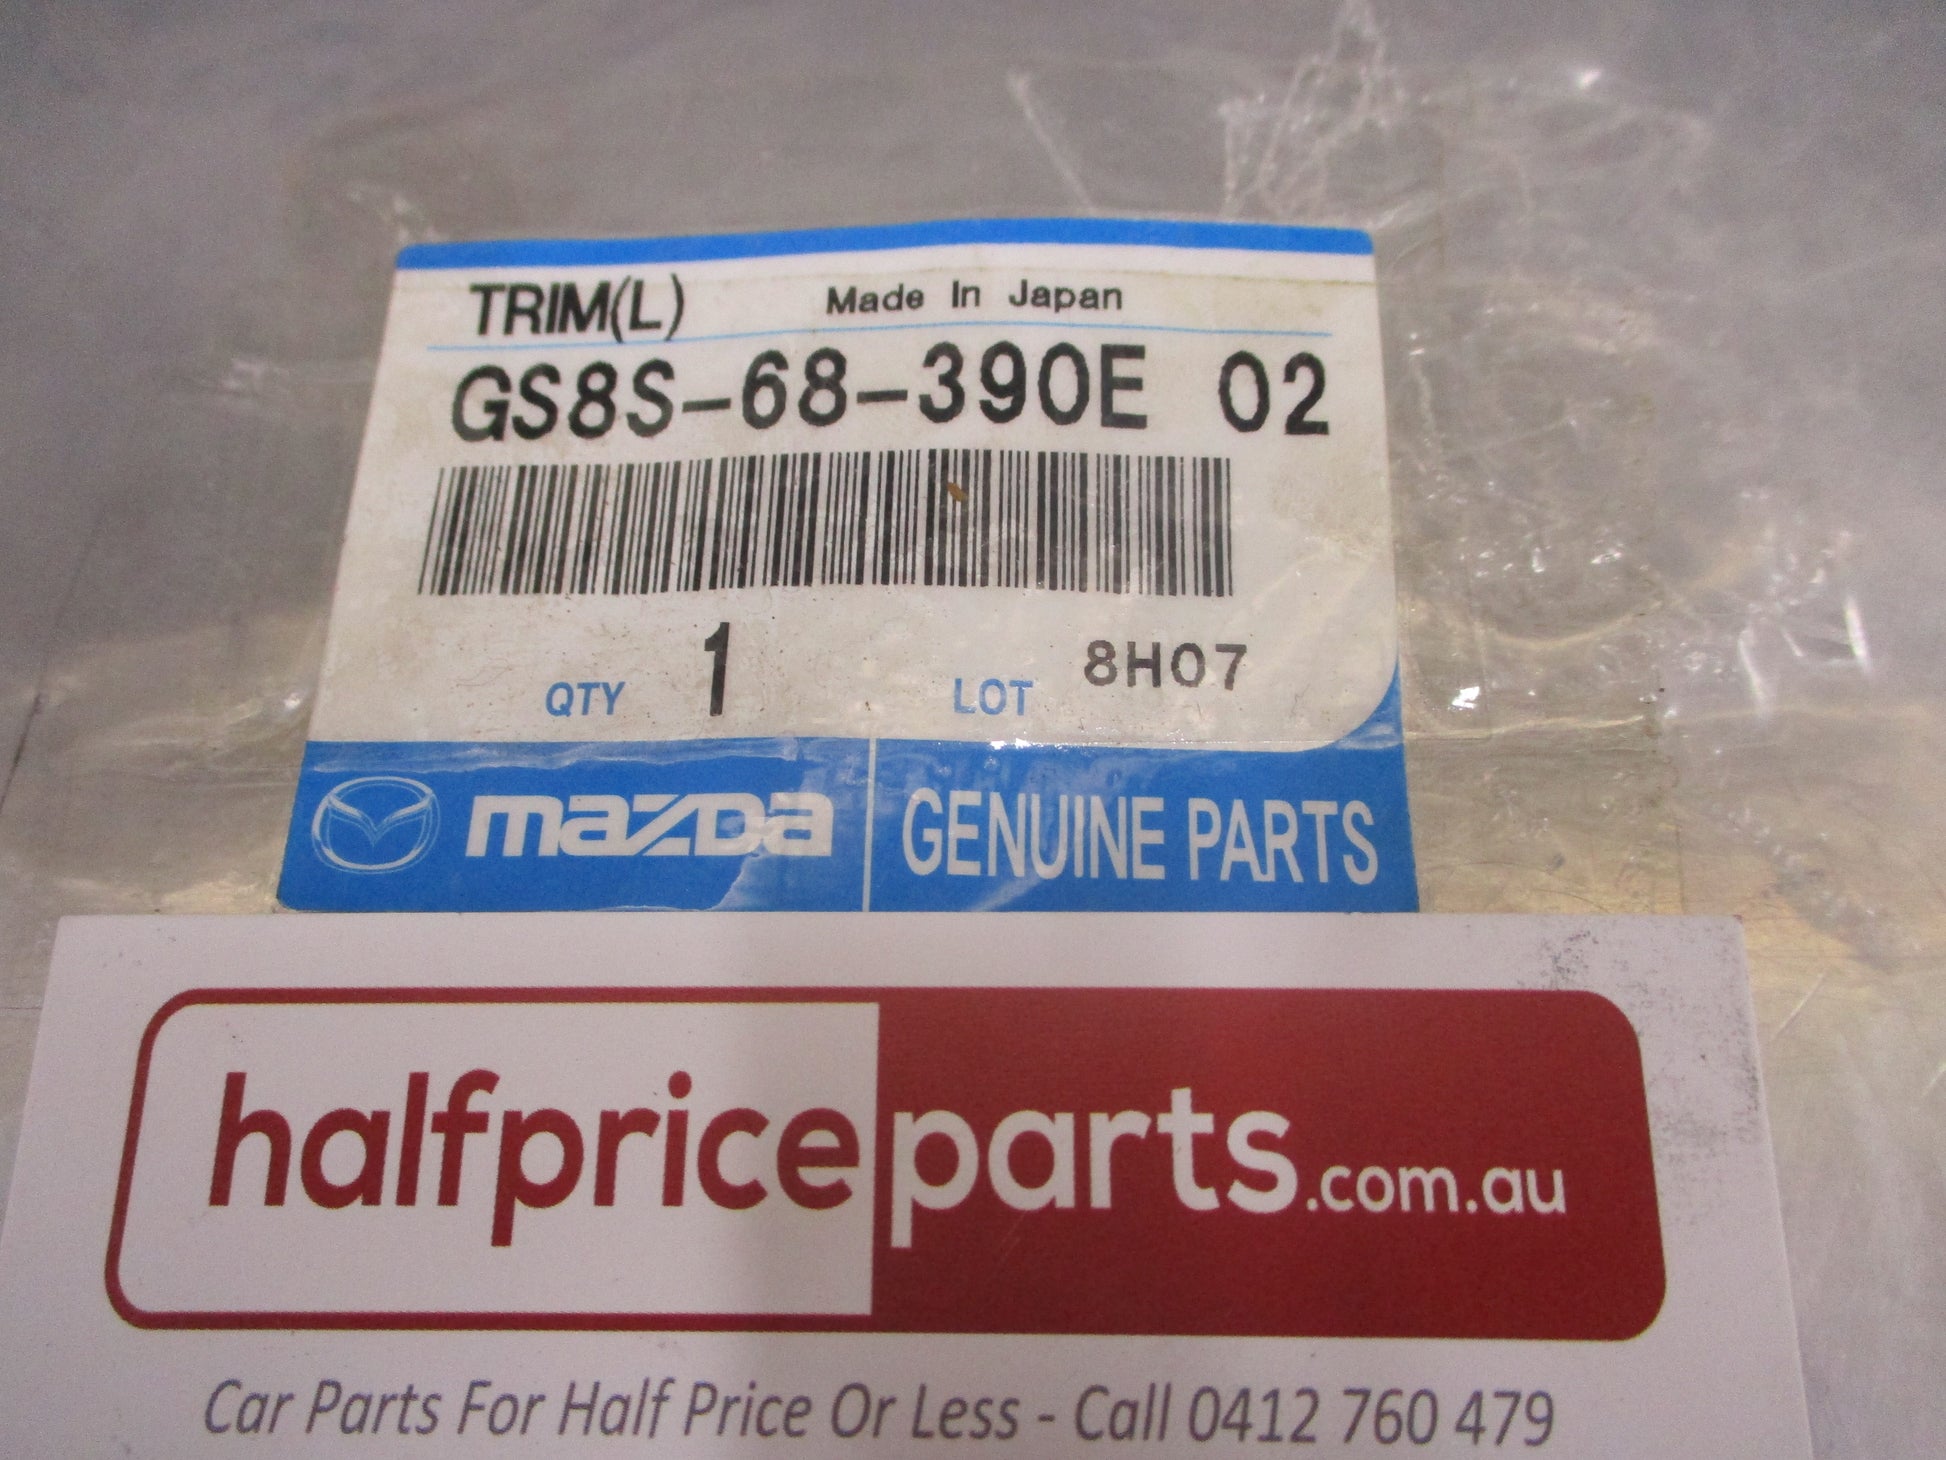 TRIM(L) Made In Japan
GS8S-68-390E 02
QTY 1 LOT 8H07
mazda GENUINE PARTS
halfpriceparts.com.au
Car Parts For Half Price Or Less - Call 0412 760 479